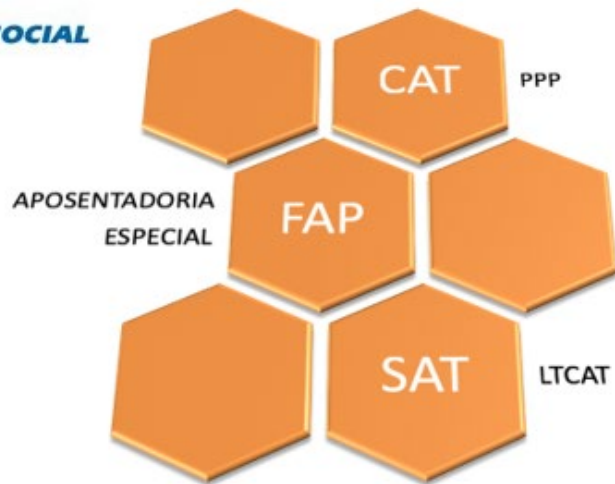 OCIAL
CAT
PPP
APOSENTADORIA
ESPECIAL
FAP
SAT
LTCAT